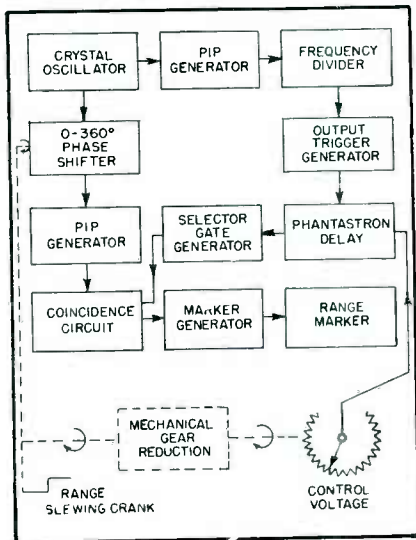 CRYSTAL
OSCILLATOR
PIP
GENERATOR
FREQUENCY
DIVIDER
0-360°
PHASE
SHIFTER
OUTPUT
TRIGGER
GENERATOR
PIP
GENERATOR
SELECTOR
GATE
GENERATOR
PHANTASTRON
DELAY
COINCIDENCE
CIRCUIT
MARKER
GENERATOR
RANGE
MARKER
MECHANICAL
GEAR
REDUCTION
RANGE
SLEWING CRANK
CONTROL
VOLTAGE